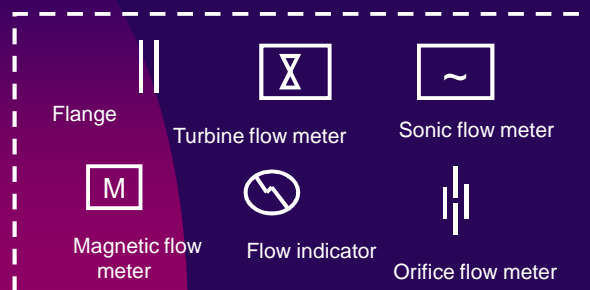 ~
Flange
Turbine flow meter
Sonic flow meter
M
Magnetic flow
meter
Flow indicator
Orifice flow meter